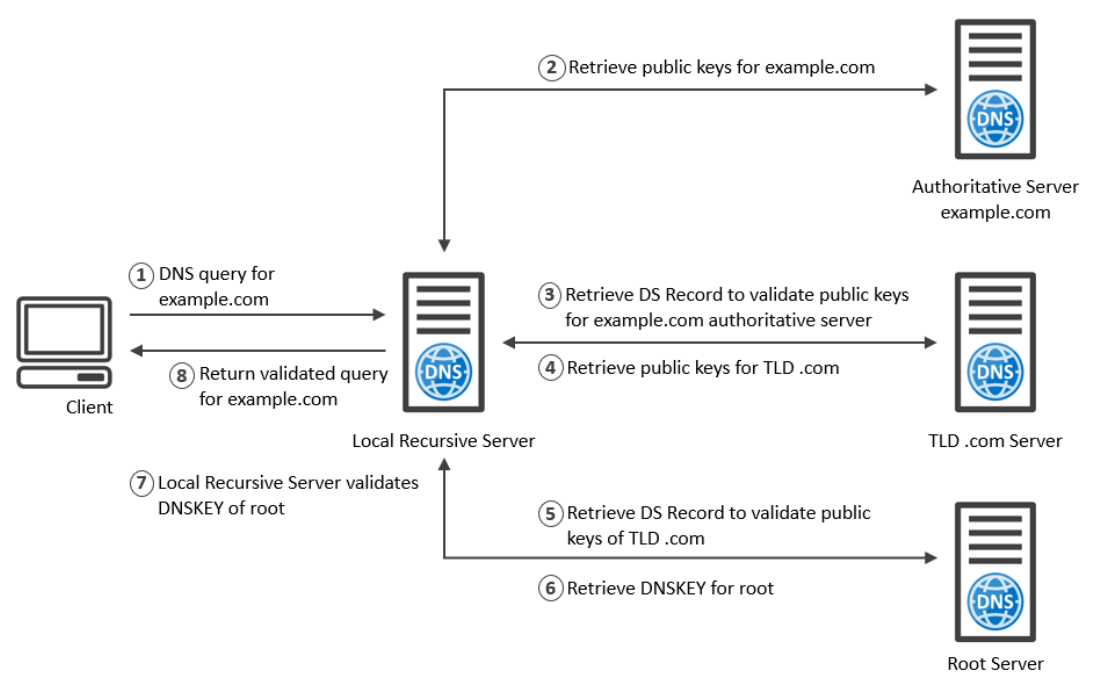 2 Retrieve public keys for example.com
DNS
Authoritative Server
example.com
1 DNS query for
example.com
8 Return validated query
for example.com
Client
DNS
Local Recursive Server
3 Retrieve DS Record to validate public keys
for example.com authoritative server
4 Retrieve public keys for TLD .com
DNS
TLD .com Server
7 Local Recursive Server validates
DNSKEY of root
5 Retrieve DS Record to validate public
keys of TLD .com
6 Retrieve DNSKEY for root
DNS
Root Server